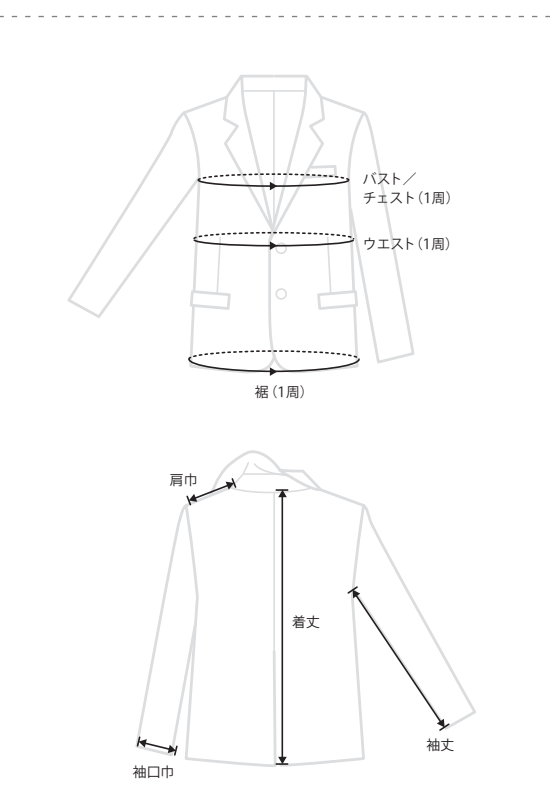 バスト／
チェスト（1周）
ウエスト（1周）
裾（1周）
肩巾
着丈
袖丈
袖口巾